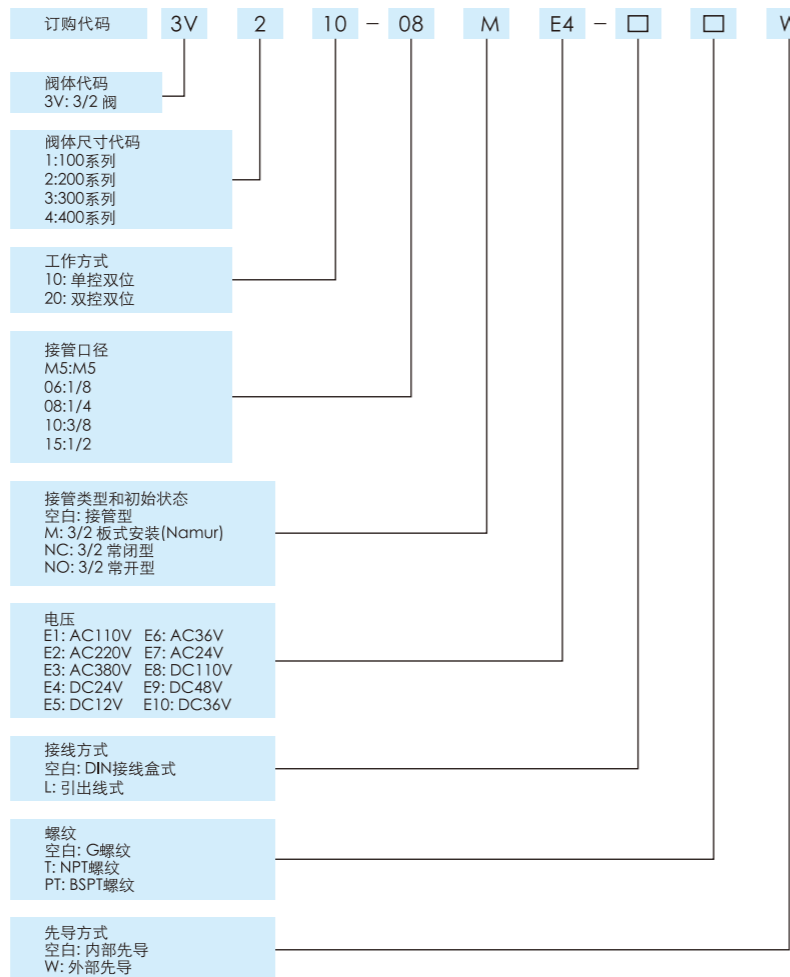 订购代码 3V 2 10 – 08 M E4 – □ □ W
阀体代码
3V: 3/2 阀
阀体尺寸代码
1:100系列
2:200系列
3:300系列
4:400系列
工作方式
10: 单控双位
20: 双控双位
接管口径
M5:M5
06:1/8
08:1/4
10:3/8
15:1/2
接管类型和初始状态
空白: 接管型
M: 3/2 板式安装(Namur)
NC: 3/2 常闭型
NO: 3/2 常开型
电压
E1: AC110V E6: AC36V
E2: AC220V E7: AC24V
E3: AC380V E8: DC110V
E4: DC24V E9: DC48V
E5: DC12V E10: DC36V
接线方式
空白: DIN接线盒式
L: 引出线式
螺纹
空白: G螺纹
T: NPT螺纹
PT: BSPT螺纹
先导方式
空白: 内部先导
W: 外部先导